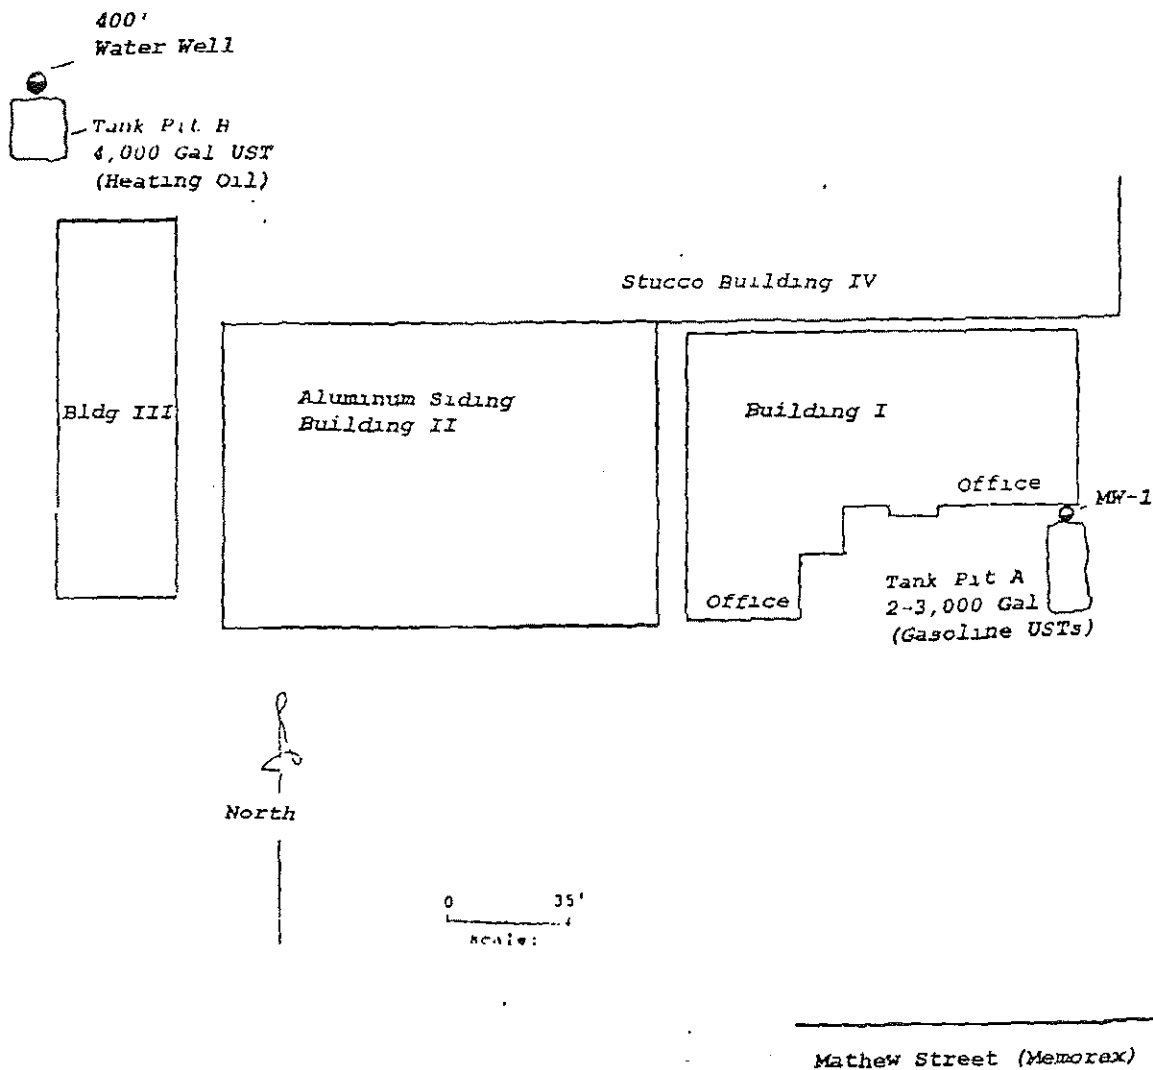 400'
Water Well
Tank Pit H
4,000 Gal UST
(Heating Oil)
Stucco Building IV
Bldg III
Aluminum Siding
Building II
Building I
Office
MW-1
Tank Pit A
2-3,000 Gal
(Gasoline USTs)
Office
North
0 35'
scale:
Mathew Street (Memorex)